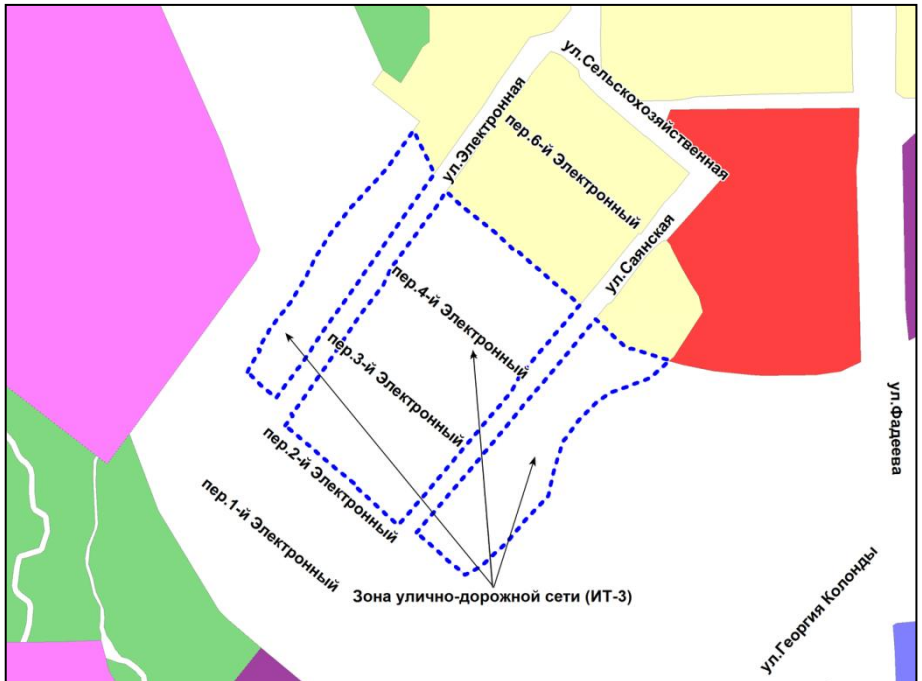 ул.Сельскохозяйственная
ул.Электронная
пер.6-й Электронный
ул.Саянская
пер.4-й Электронный
пер.3-й Электронный
пер.2-й Электронный
пер.1-й Электронный
ул.Фадеева
Зона улично-дорожной сети (ИТ-3)
ул.Георгия Колонды